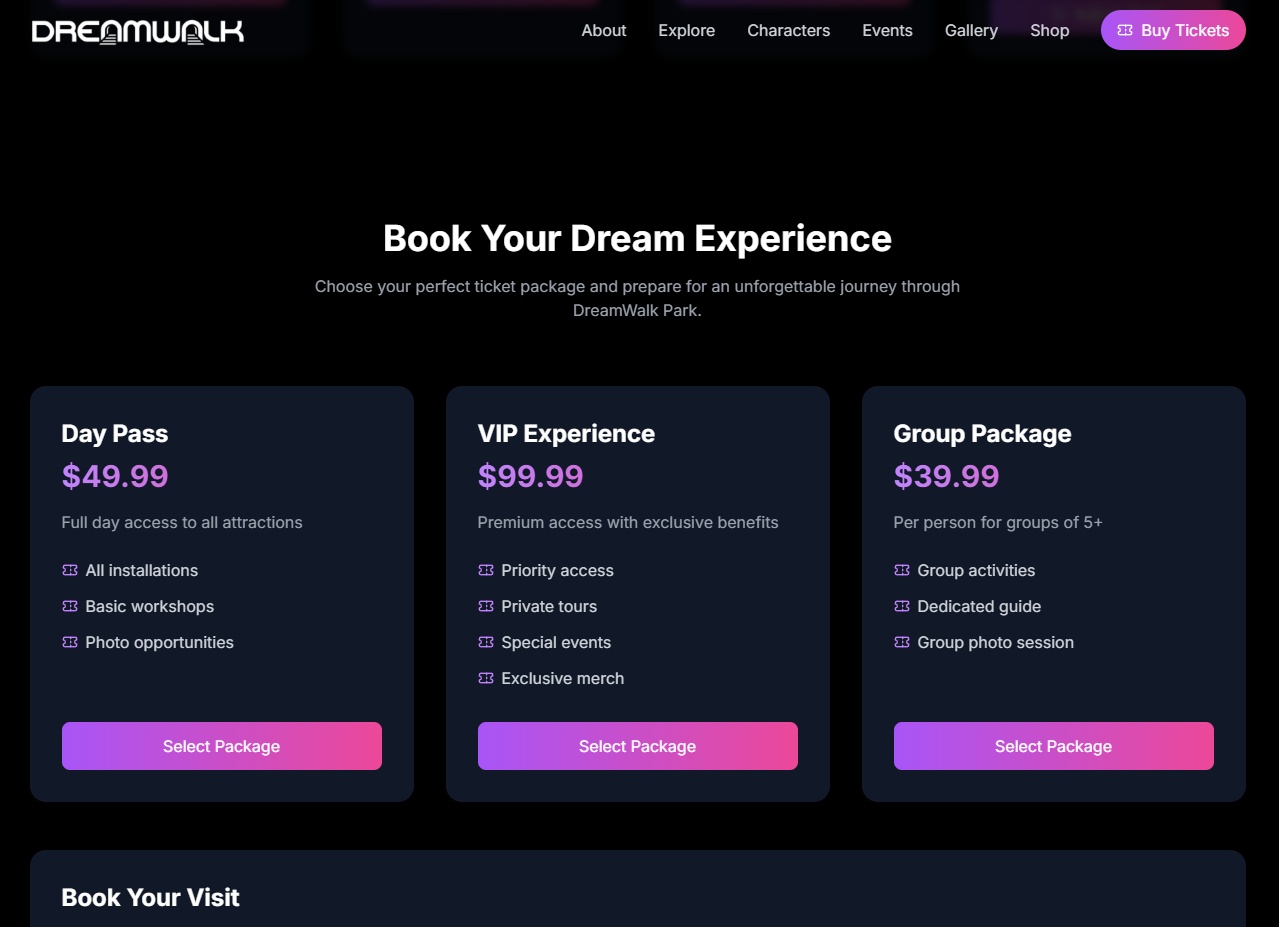 DREAMWALK
About
Explore
Characters
Events
Gallery
Shop
Buy Tickets
Book Your Dream Experience
Choose your perfect ticket package and prepare for an unforgettable journey through
DreamWalk Park.
Day Pass
$49.99
Full day access to all attractions
All installations
Basic workshops
Photo opportunities
Select Package
VIP Experience
$99.99
Premium access with exclusive benefits
Priority access
Private tours
Special events
Exclusive merch
Select Package
Group Package
$39.99
Per person for groups of 5+
Group activities
Dedicated guide
Group photo session
Select Package
Book Your Visit